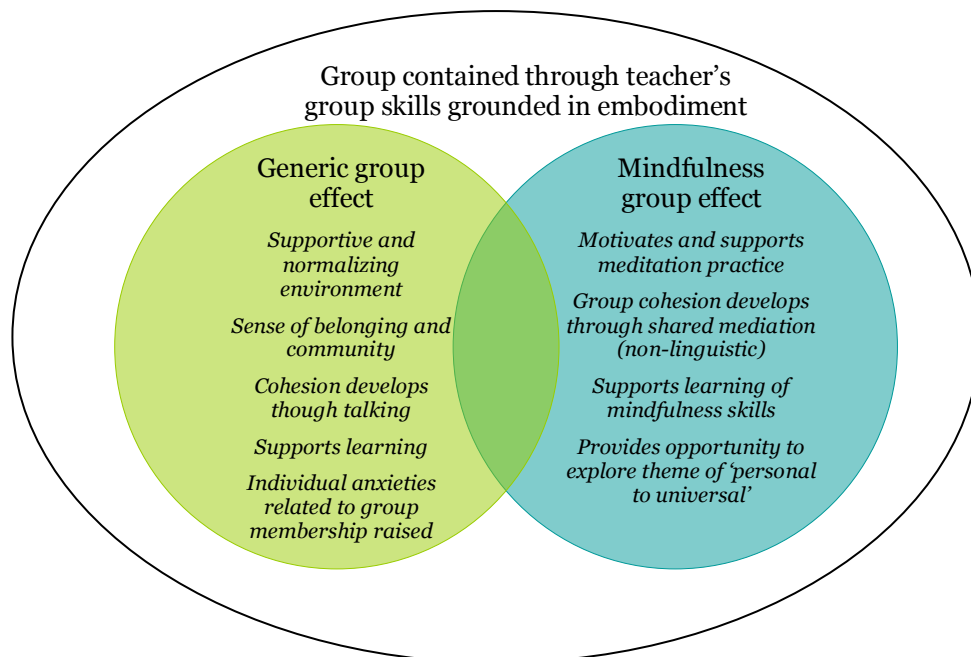 Group contained through teacher’s
group skills grounded in embodiment
Generic group
effect
Supportive and
normalizing
environment
Sense of belonging and
community
Cohesion develops
though talking
Supports learning
Individual anxieties
related to group
membership raised
Mindfulness
group effect
Motivates and supports
meditation practice
Group cohesion develops
through shared mediation
(non-linguistic)
Supports learning of
mindfulness skills
Provides opportunity to
explore theme of ‘personal
to universal’